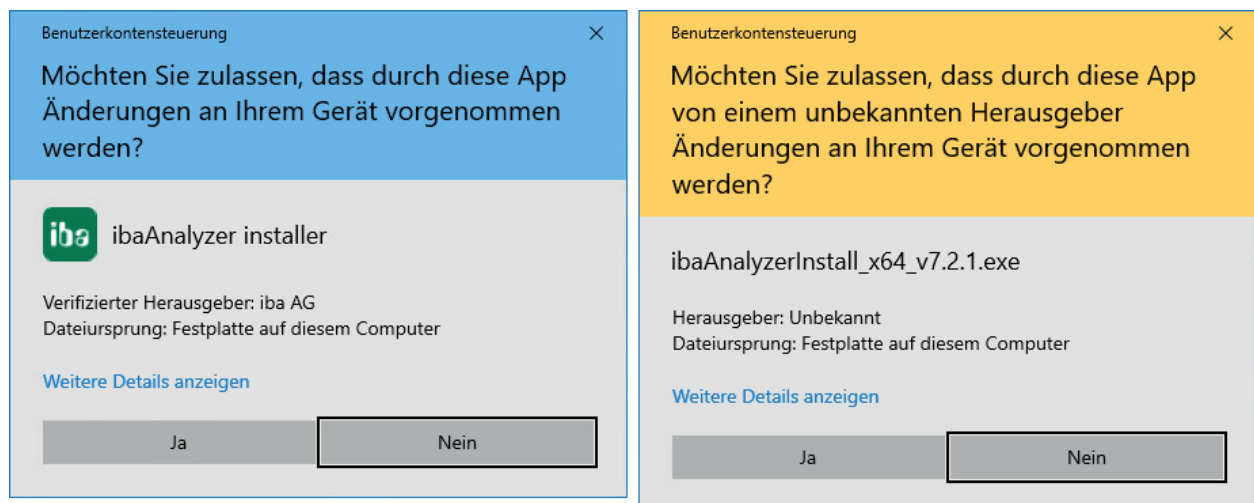 Benutzerkontensteuerung
Möchten Sie zulassen, dass durch diese App
Änderungen an Ihrem Gerät vorgenommen
werden?
iba
ibaAnalyzer installer
Verifizierter Herausgeber: iba AG
Dateiursprung: Festplatte auf diesem Computer
Weitere Details anzeigen
Ja
Nein
Benutzerkontensteuerung
Möchten Sie zulassen, dass durch diese App
von einem unbekannten Herausgeber
Änderungen an Ihrem Gerät vorgenommen
werden?
ibaAnalyzerInstall_x64_v7.2.1.exe
Herausgeber: Unbekannt
Dateiursprung: Festplatte auf diesem Computer
Weitere Details anzeigen
Ja
Nein